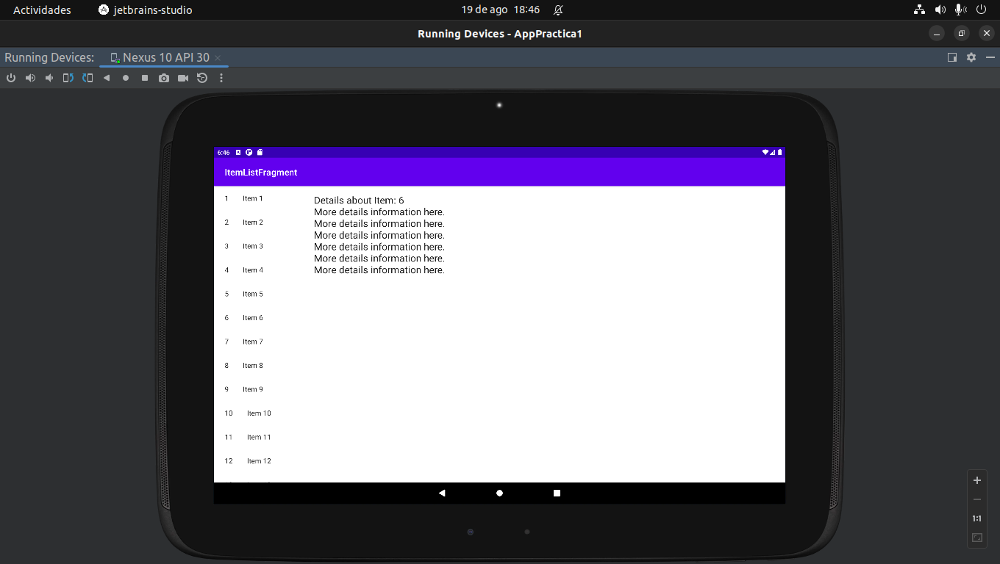 Actividades jetbrains-studio 19 de ago 18:46
Running Devices - AppPractica1
Running Devices: Nexus 10 API 30
6:46
ItemListFragment
1 Item 1
2 Item 2
3 Item 3
4 Item 4
5 Item 5
6 Item 6
7 Item 7
8 Item 8
9 Item 9
10 Item 10
11 Item 11
12 Item 12
Details about Item: 6
More details information here.
More details information here.
More details information here.
More details information here.
More details information here.
More details information here.
1:1